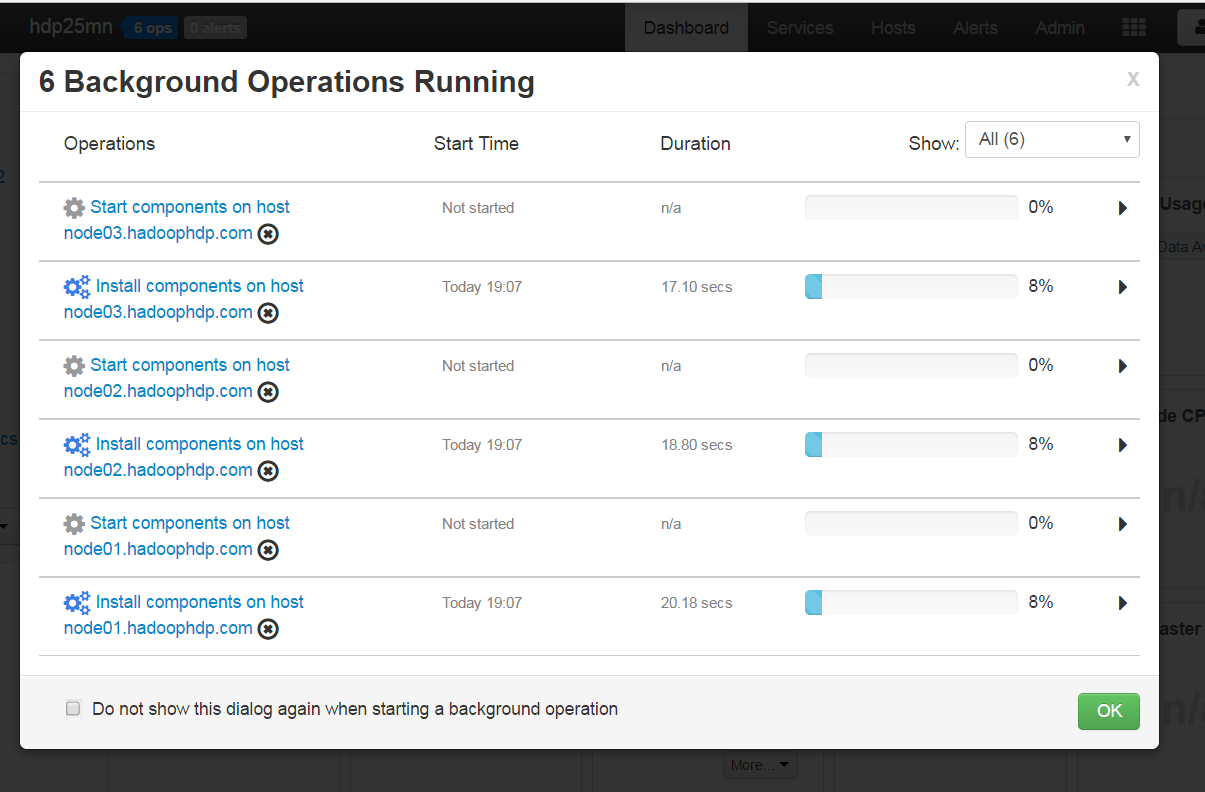 hdp25mn 6 ops 0 alerts Dashboard Services Hosts Alerts Admin
6 Background Operations Running x
Operations Start Time Duration Show: All (6)
Start components on host Not started n/a 0%
node03.hadoophdp.com
Install components on host Today 19:07 17.10 secs 8%
node03.hadoophdp.com
Start components on host Not started n/a 0%
node02.hadoophdp.com
Install components on host Today 19:07 18.80 secs 8%
node02.hadoophdp.com
Start components on host Not started n/a 0%
node01.hadoophdp.com
Install components on host Today 19:07 20.18 secs 8%
node01.hadoophdp.com
Do not show this dialog again when starting a background operation OK
More...